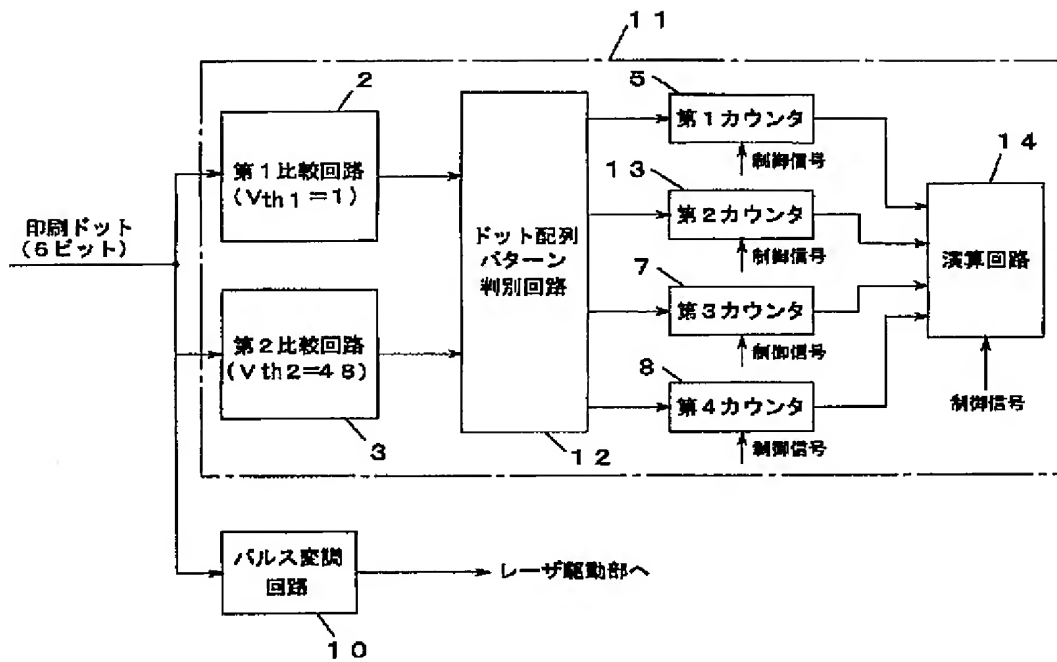 11
2
第1比較回路
(Vth1=1)
印刷ドット
(6ビット)
第2比較回路
(Vth2=48)
3
ドット配列
パターン
判別回路
12
5
第1カウンタ
制御信号
13
第2カウンタ
制御信号
7
第3カウンタ
制御信号
8
第4カウンタ
制御信号
14
演算回路
制御信号
パルス変調
回路
10
レーザ駆動部へ